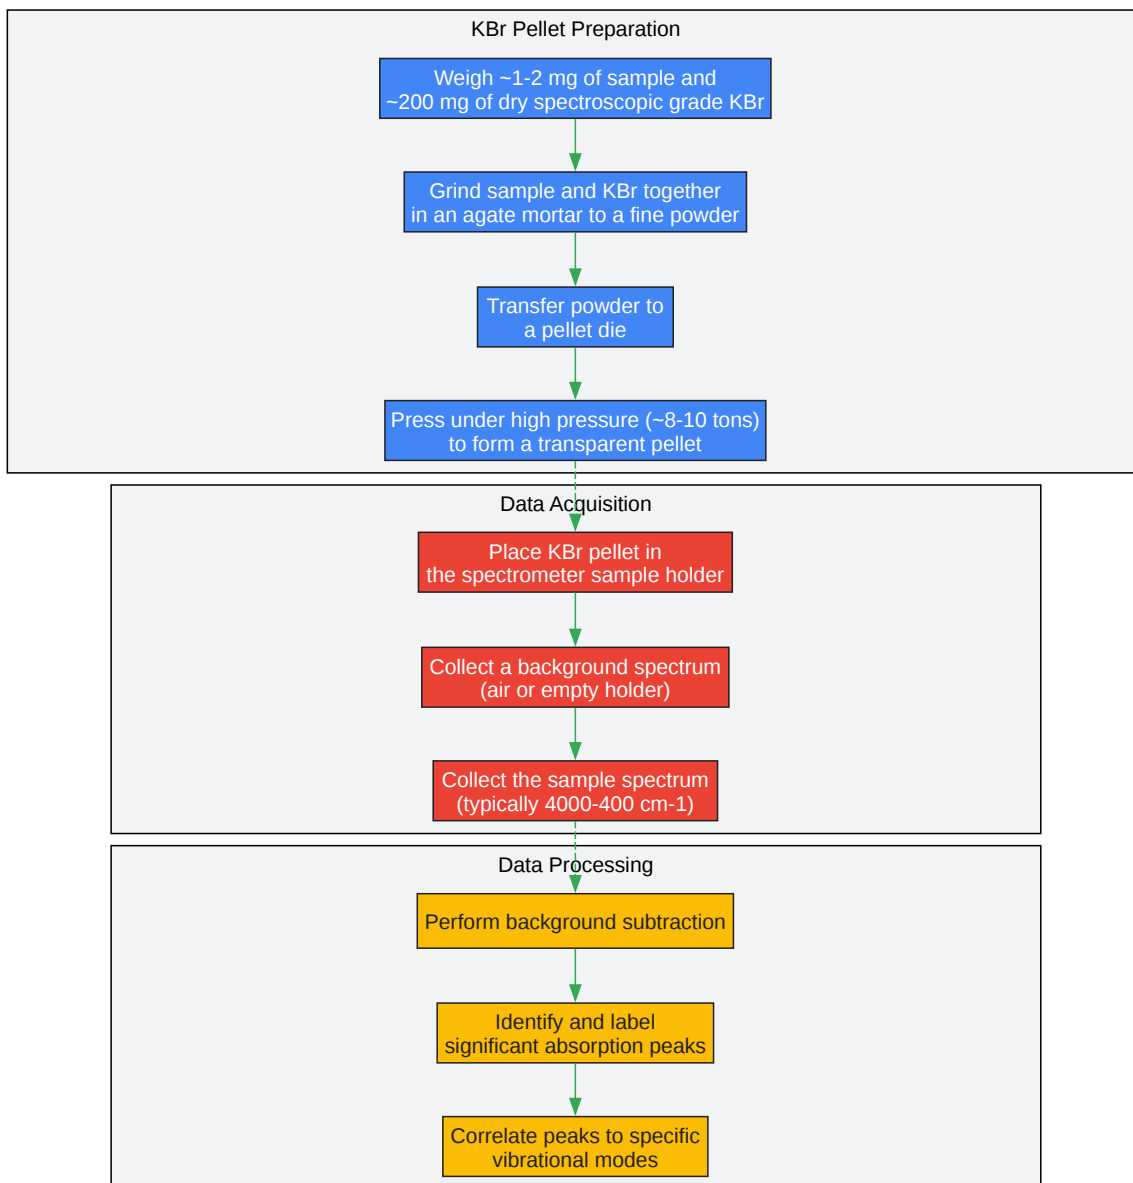 KBr Pellet Preparation
Weigh ~1-2 mg of sample and
~200 mg of dry spectroscopic grade KBr
Grind sample and KBr together
in an agate mortar to a fine powder
Transfer powder to
a pellet die
Press under high pressure (~8-10 tons)
to form a transparent pellet
Data Acquisition
Place KBr pellet in
the spectrometer sample holder
Collect a background spectrum
(air or empty holder)
Collect the sample spectrum
(typically 4000-400 cm-1)
Data Processing
Perform background subtraction
Identify and label
significant absorption peaks
Correlate peaks to specific
vibrational modes